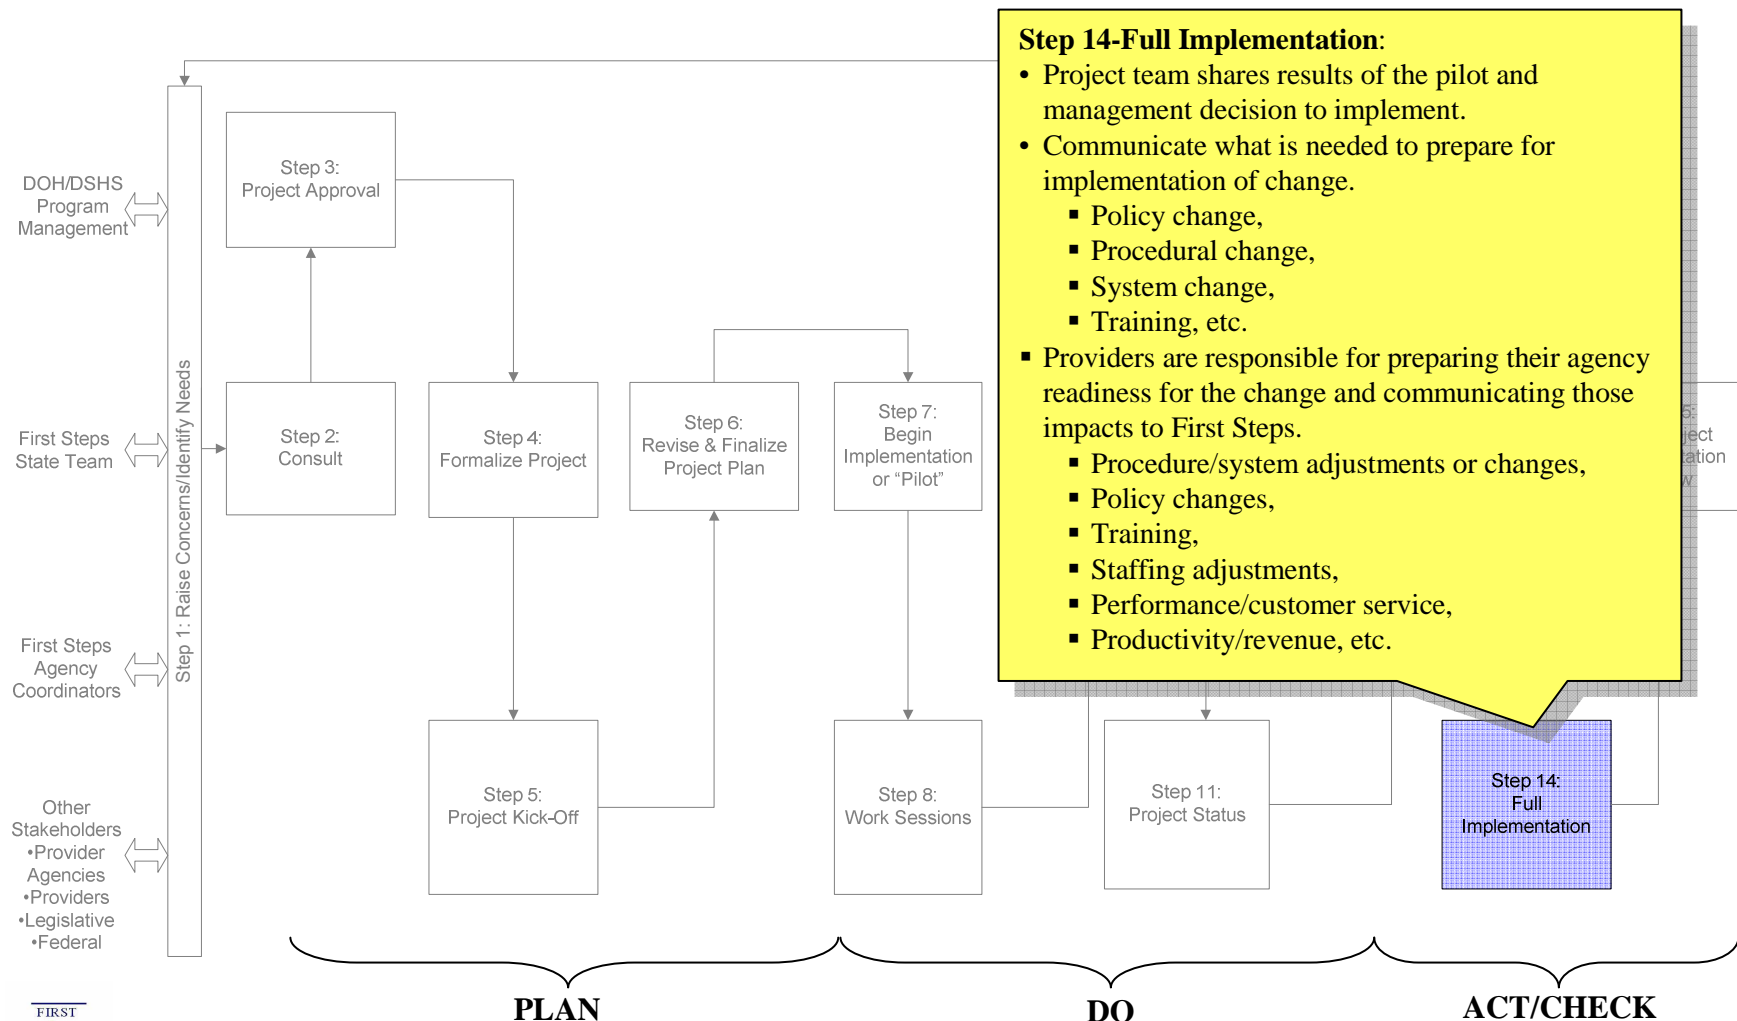 Step 14-Full Implementation:
• Project team shares results of the pilot and
management decision to implement.
• Communicate what is needed to prepare for
implementation of change.
▪ Policy change,
▪ Procedural change,
▪ System change,
▪ Training, etc.
▪ Providers are responsible for preparing their agency
readiness for the change and communicating those
impacts to First Steps.
▪ Procedure/system adjustments or changes,
▪ Policy changes,
▪ Training,
▪ Staffing adjustments,
▪ Performance/customer service,
▪ Productivity/revenue, etc.
DOH/DSHS
Program
Management
First Steps
State Team
First Steps
Agency
Coordinators
Other
Stakeholders
•Provider
Agencies
•Providers
•Legislative
•Federal
Step 1: Raise Concerns/Identify Needs
Step 3:
Project Approval
Step 2:
Consult
Step 4:
Formalize Project
Step 5:
Project Kick-Off
Step 6:
Revise & Finalize
Project Plan
Step 7:
Begin
Implementation
or “Pilot”
Step 8:
Work Sessions
Step 11:
Project Status
Step 14:
Full
Implementation
5:
ject
tation
w
PLAN
DO
ACT/CHECK
FIRST